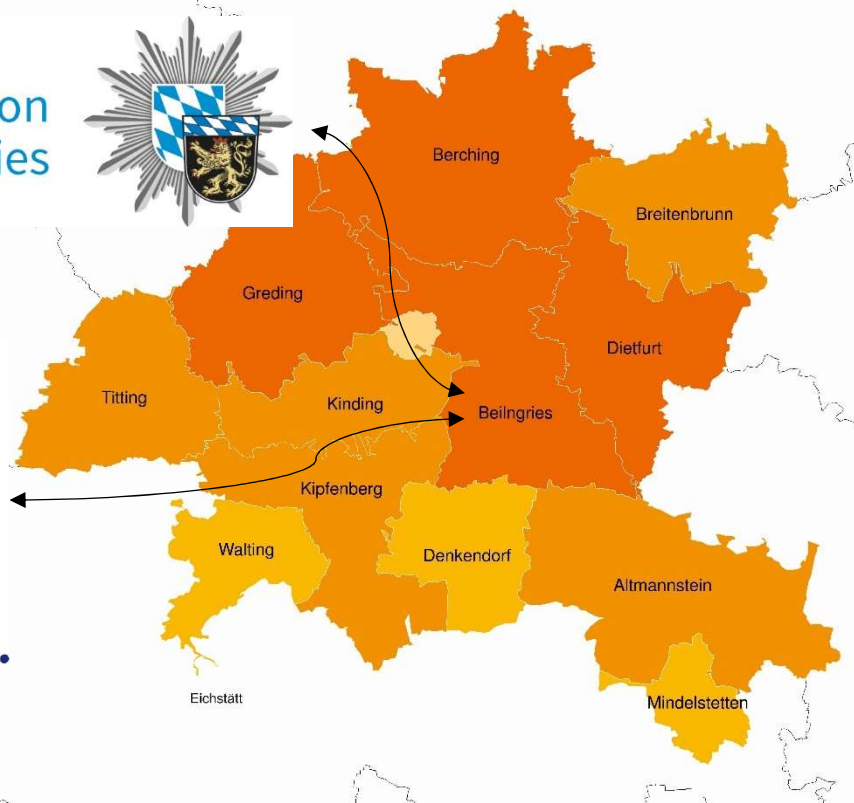 on
ies
Berching
Breitenbrunn
Greding
Dietfurt
Titting
Kinding
Beilngries
Kipfenberg
Walting
Denkendorf
Altmannstein
Eichstätt
Mindelstetten